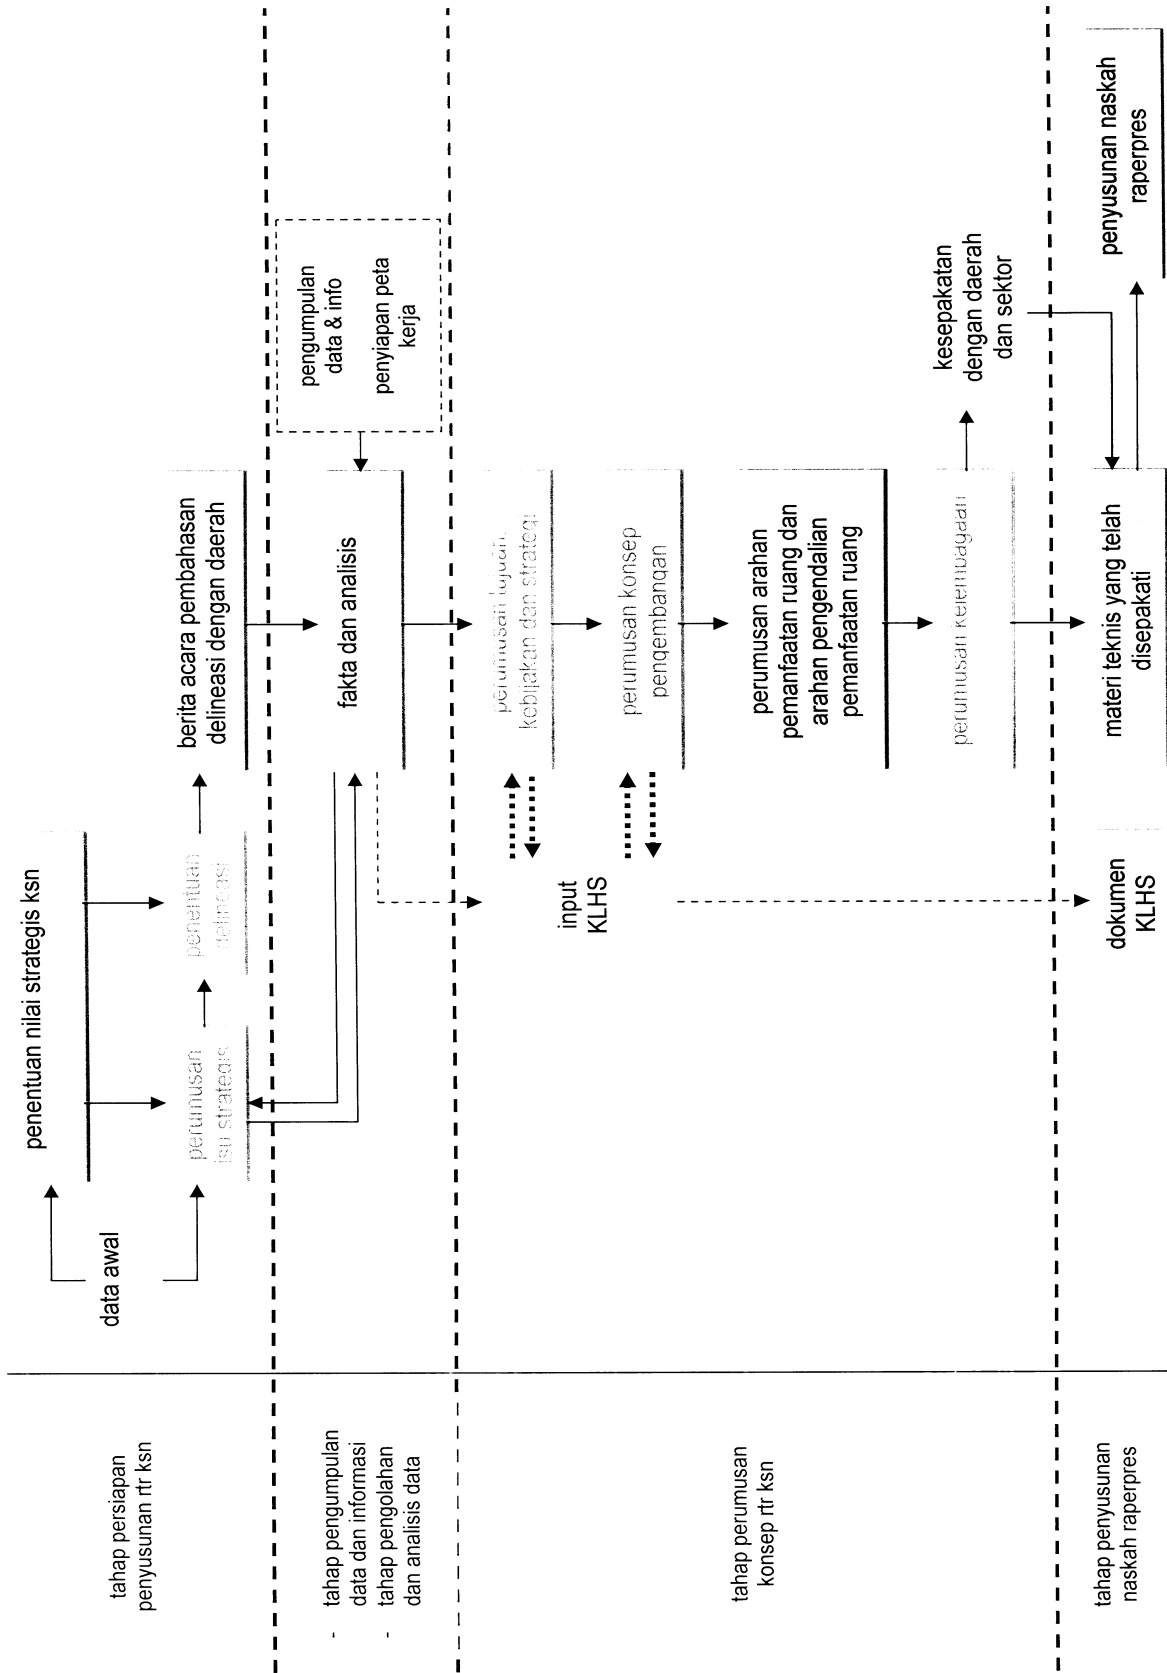 tahap persiapan
penyusunan rtr ksn
data awal
penentuan nilai strategis ksn
perumusan
isu strategis
penentuan
delineasi
berita acara pembahasan
delineasi dengan daerah
- tahap pengumpulan
data dan informasi
- tahap pengolahan
dan analisis data
fakta dan analisis
pengumpulan
data & info
penyiapan peta
kerja
tahap perumusan
konsep rtr ksn
input
KLHS
perumusan tujuan,
kebijakan dan strategi
perumusan konsep
pengembangan
perumusan arahan
pemanfaatan ruang dan
arahan pengendalian
pemanfaatan ruang
perumusan kelembagaan
kesepakatan
dengan daerah
dan sektor
tahap penyusunan
naskah raperpres
dokumen
KLHS
materi teknis yang telah
disepakati
penyusunan naskah
raperpres